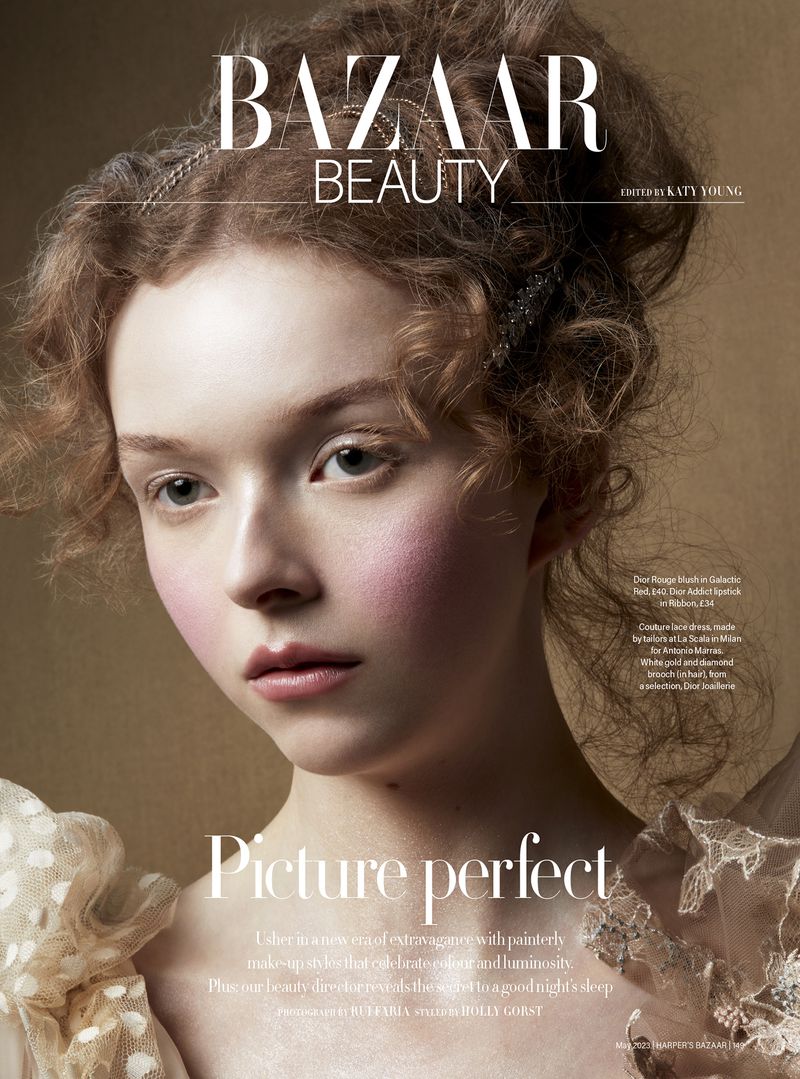 BAZAAR
BEAUTY
EDITED BY KATY YOUNG
Dior Rouge blush in Galactic
Red, £40. Dior Addict lipstick
in Ribbon, £34
Couture lace dress, made
by tailors at La Scala in Milan
for Antonio Marras.
White gold and diamond
brooch (in hair), from
a selection, Dior Joaillerie
Picture perfect
Usher in a new era of extravagance with painterly
make-up styles that celebrate colour and luminosity.
Plus: our beauty director reveals the secret to a good night's sleep
PHOTOGRAPH BY RUI FARIA STYLED BY HOLLY GORST
May 2023 | HARPER'S BAZAAR | 149